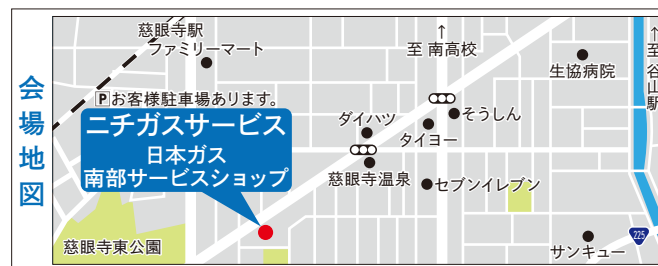 会場地図
慈眼寺駅
ファミリーマート
Pお客様駐車場あります。
ニチガスサービス
日本ガス
南部サービスショップ
慈眼寺東公園
↑
至 南高校
ダイハツ
そうしん
タイヨー
慈眼寺温泉
セブンイレブン
生協病院
↑
至 谷山駅
225
サンキュー